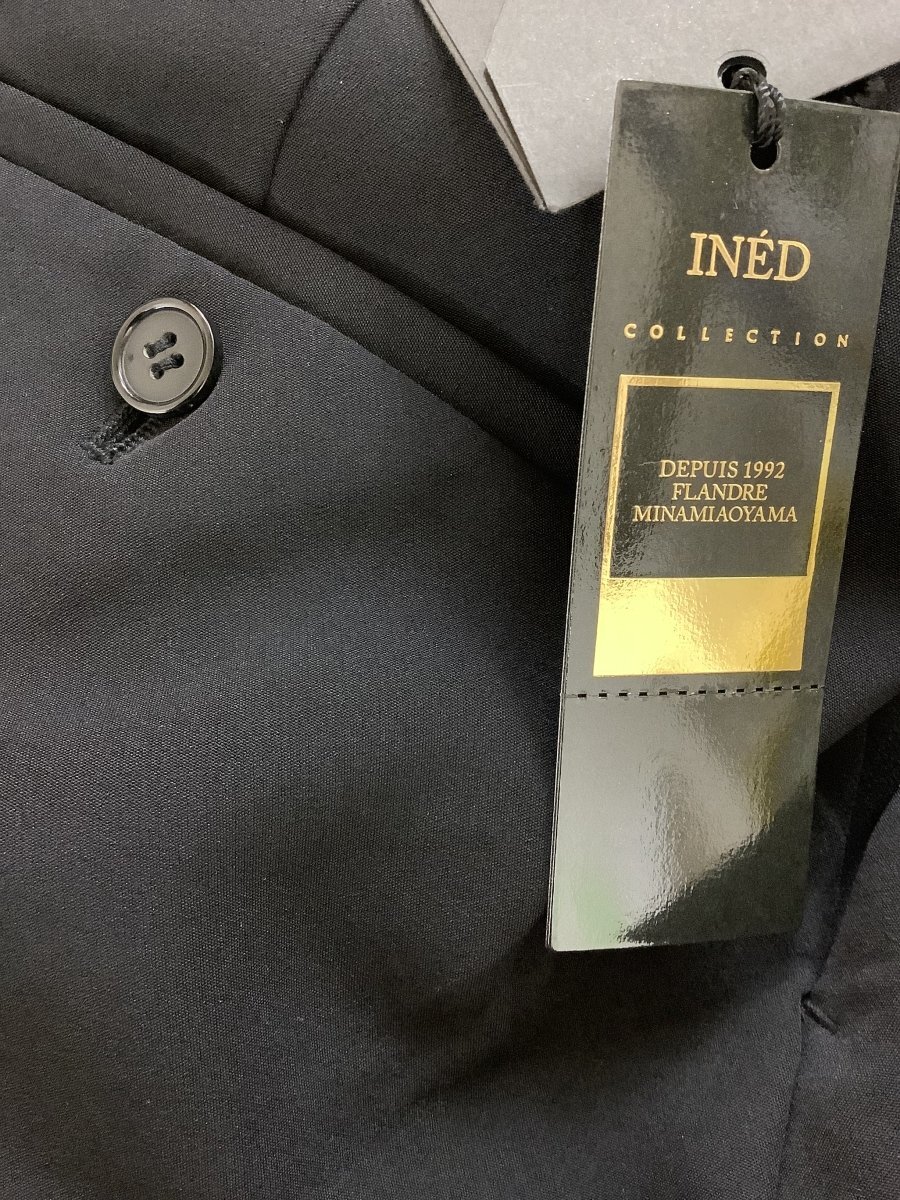 INÉD
COLLECTION
DEPUIS 1992
FLANDRE
MINAMIAOYAMA